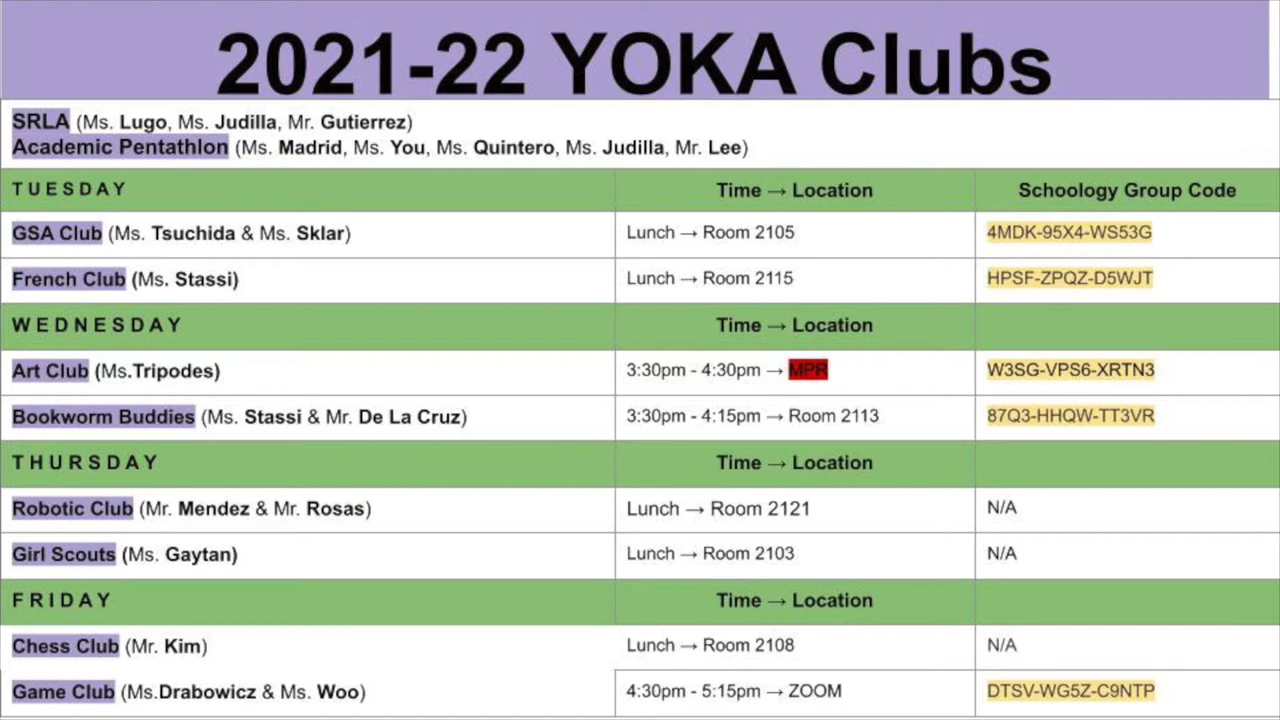 2021-22 YOKA Clubs
SRLA (Ms. Lugo, Ms. Judilla, Mr. Gutierrez)
Academic Pentathlon (Ms. Madrid, Ms. You, Ms. Quintero, Ms. Judilla, Mr. Lee)
TUESDAY Time → Location Schoology Group Code
GSA Club (Ms. Tsuchida & Ms. Sklar) Lunch → Room 2105 4MDK-95X4-WS53G
French Club (Ms. Stassi) Lunch → Room 2115 HPSF-ZPQZ-D5WJT
WEDNESDAY Time → Location
Art Club (Ms.Tripodes) 3:30pm - 4:30pm → MPR W3SG-VPS6-XRTN3
Bookworm Buddies (Ms. Stassi & Mr. De La Cruz) 3:30pm - 4:15pm → Room 2113 87Q3-HHQW-TT3VR
THURSDAY Time → Location
Robotic Club (Mr. Mendez & Mr. Rosas) Lunch → Room 2121 N/A
Girl Scouts (Ms. Gaytan) Lunch → Room 2103 N/A
FRIDAY Time → Location
Chess Club (Mr. Kim) Lunch → Room 2108 N/A
Game Club (Ms.Drabowicz & Ms. Woo) 4:30pm - 5:15pm → ZOOM DTSV-WG5Z-C9NTP